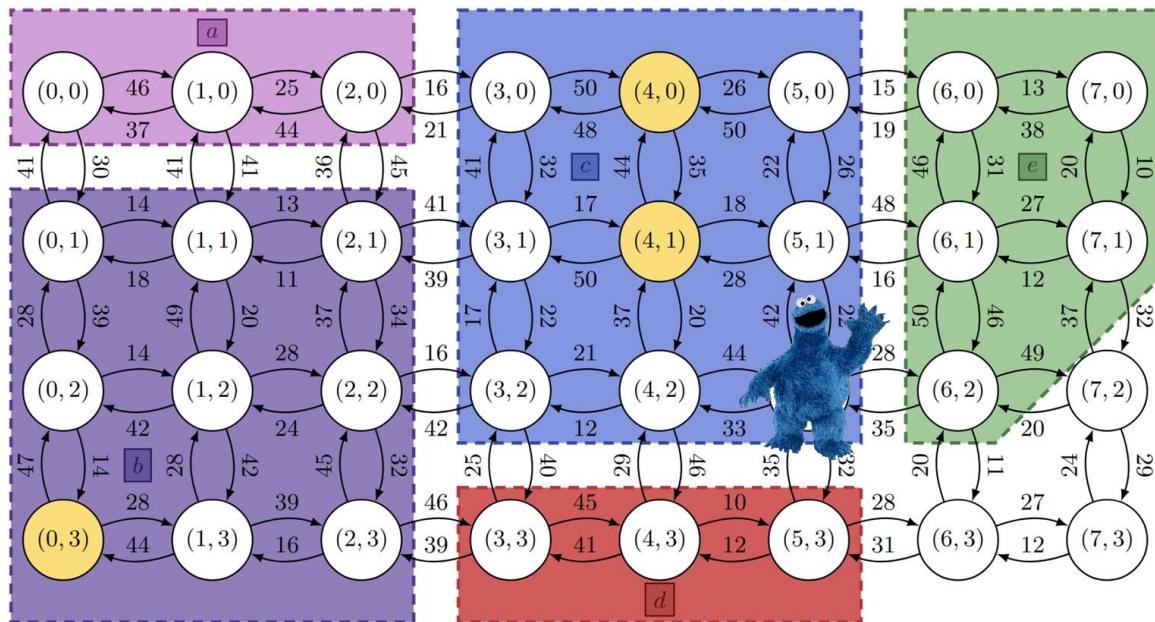 a
46 25 16 50 26 15 13
(0, 0) (1, 0) (2, 0) (3, 0) (4, 0) (5, 0) (6, 0) (7, 0)
37 44 21 48 50 19 38
41 30 41 41 36 45 41 32 c 44 35 22 26 46 31 e 20 10
14 13 41 17 18 48 27
(0, 1) (1, 1) (2, 1) (3, 1) (4, 1) (5, 1) (6, 1) (7, 1)
18 11 39 50 28 16 12
28 39 49 20 37 34 17 22 37 20 42 50 46 37 32
14 28 16 21 44 28 49
(0, 2) (1, 2) (2, 2) (3, 2) (4, 2) (6, 2) (7, 2)
42 24 42 12 33 35 20
47 14 b 28 42 45 32 25 40 29 46 35 20 11 24 29
28 39 46 45 10 28 27
(0, 3) (1, 3) (2, 3) (3, 3) (4, 3) (5, 3) (6, 3) (7, 3)
44 16 39 41 12 31 12
d